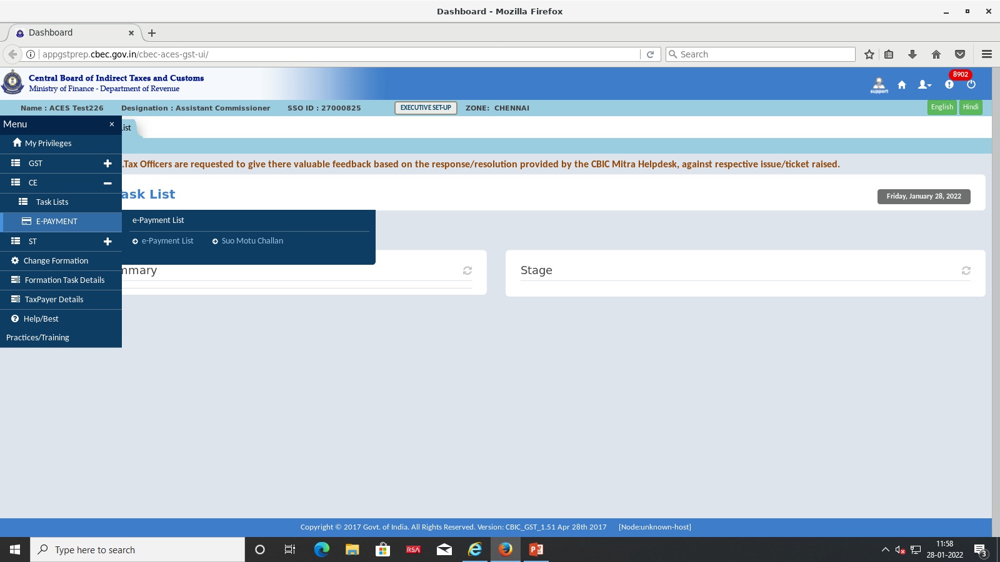 Dashboard - Mozilla Firefox
Dashboard
appgstprep.cbec.gov.in/cbec-aces-gst-ui/
Search
Central Board of Indirect Taxes and Customs
Ministry of Finance - Department of Revenue
support
8902
Name : ACES Test226 Designation : Assistant Commissioner SSO ID : 27000825 EXECUTIVE SET-UP ZONE: CHENNAI English Hindi
Menu ×
ist
My Privileges
GST
.Tax Officers are requested to give there valuable feedback based on the response/resolution provided by the CBIC Mitra Helpdesk, against respective issue/ticket raised.
CE
ask List
Friday, January 28, 2022
Task Lists
E-PAYMENT
e-Payment List
e-Payment List Suo Motu Challan
ST
Change Formation
mmary
Stage
Formation Task Details
TaxPayer Details
Help/Best
Practices/Training
Copyright © 2017 Govt. of India. All Rights Reserved. Version: CBIC_GST_1.51 Apr 28th 2017 [Node:unknown-host]
Type here to search
RSA
11:58
28-01-2022
3